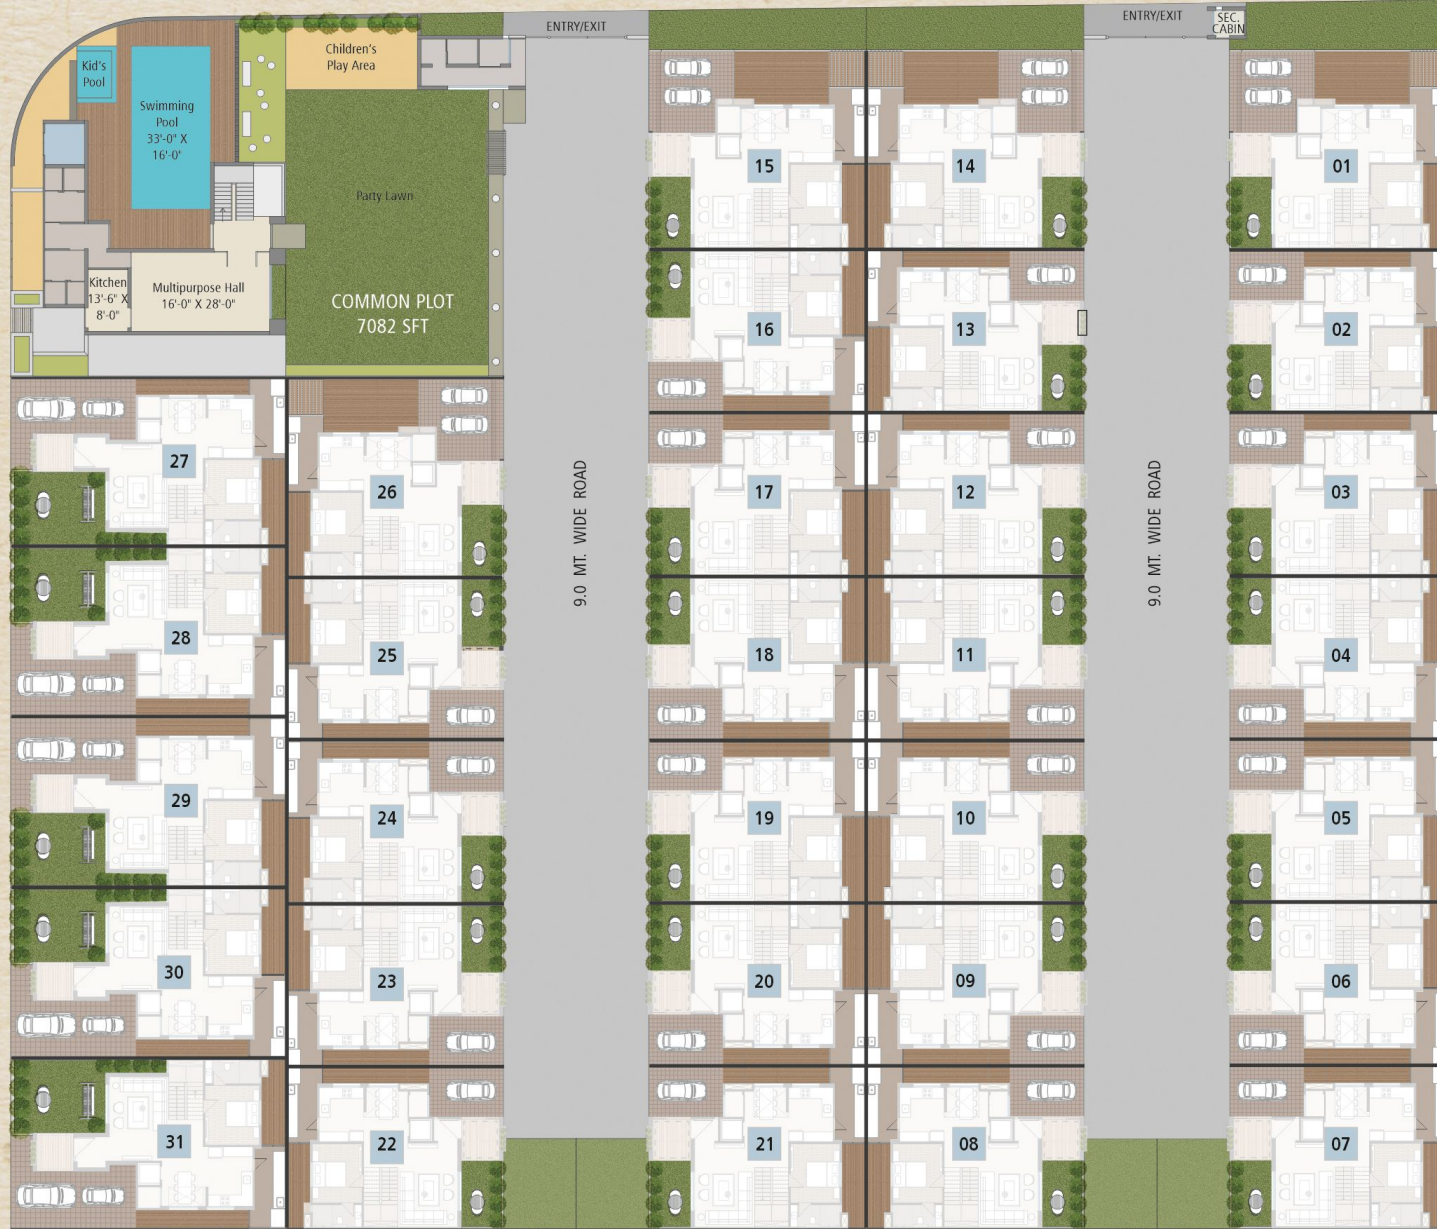 ENTRY/EXIT
ENTRY/EXIT
SEC.
CABIN
Kid's
Pool
Swimming
Pool
33'-0" X
16'-0"
Children's
Play Area
Party Lawn
Kitchen
13'-6" X
8'-0"
Multipurpose Hall
16'-0" X 28'-0"
COMMON PLOT
7082 SFT
9.0 MT. WIDE ROAD
9.0 MT. WIDE ROAD
15
14
01
16
13
02
27
26
17
12
03
28
25
18
11
04
29
24
19
10
05
30
23
20
09
06
31
22
21
08
07